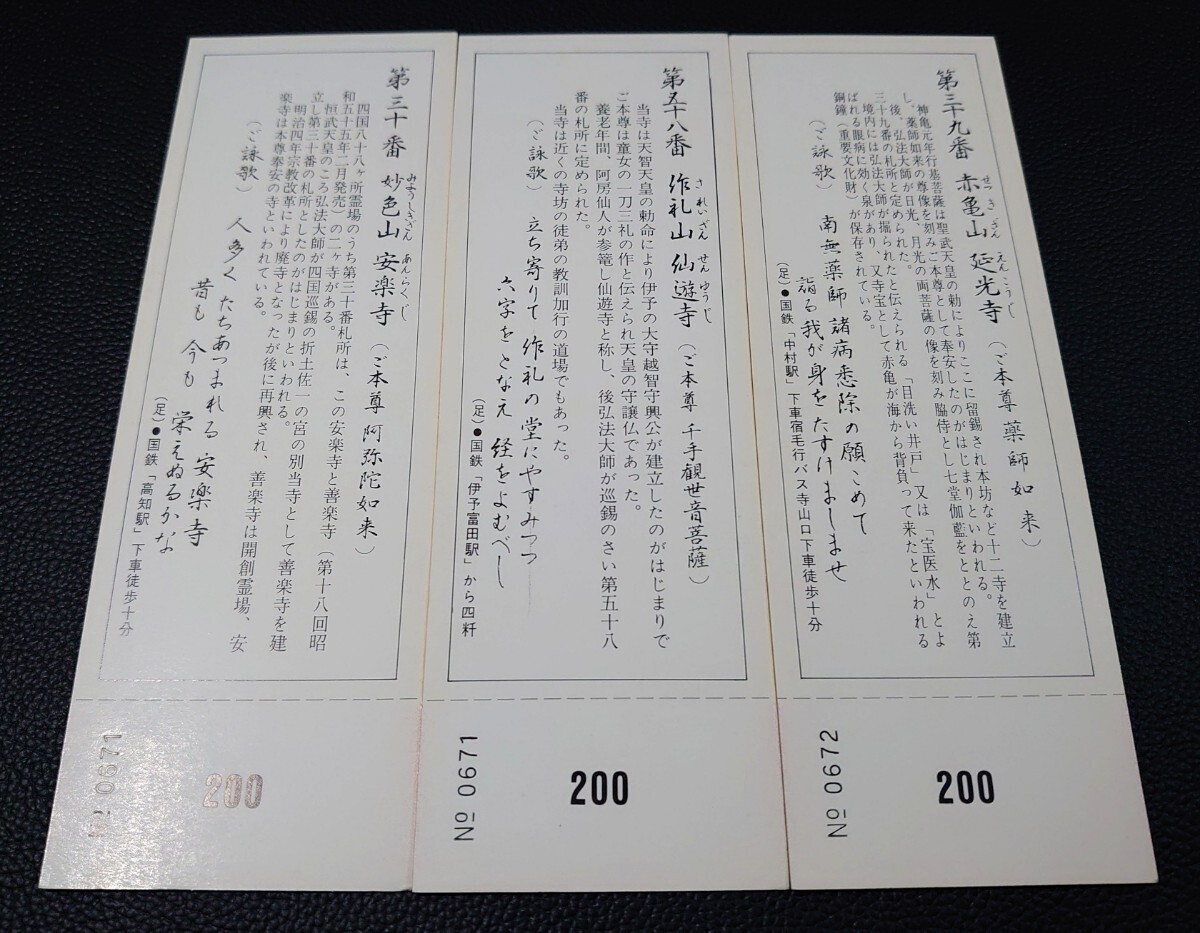 第三十九番 赤亀山 延光寺 (ご本尊 薬師如来)
せっ き ざん えん こう じ
神亀元年行基菩薩は聖武天皇の勅によりここに留錫され本坊など十二寺を建立
し、薬師如来の尊像を刻みご本尊として奉安したのがはじまりといわれる。
後、弘法大師が日光、月光の両菩薩の像を刻み脇侍とし七堂伽藍をととのえ第
三十九番の札所と定められた。
境内には弘法大師が掘られたと伝えられる「目洗い井戸」又は「宝医水」とよ
ばれる眼病に効く泉があり、又寺宝として赤亀が海から背負って来たといわれる
銅鐘(重要文化財)が保存されている。
(ご詠歌) 南無薬師 諸病悉除の願こめて
詣る我が身をたすけましませ
(足)●国鉄「中村駅」下車宿毛行バス寺山口下車徒歩十分
No 0672
200
第五十八番 作礼山 仙遊寺 (ご本尊 千手観世音菩薩)
され い ざん せん ゆう じ
当寺は天智天皇の勅命により伊予の大守越智守興公が建立したのがはじまりで
ご本尊は童女の一刀三礼の作と伝えられ天皇の守護仏であった。
養老年間、阿房仙人が参篭し仙遊寺と称し、後弘法大師が巡錫のさい第五十八
番の札所に定められた。
当寺は近くの寺坊の徒弟の教訓加行の道場でもあった。
(ご詠歌) 立ち寄りて 作礼の堂にやすみつつ
六字をとなえ 経をよむべし
(足)●国鉄「伊予富田駅」から四粁
No 0671
200
第三十番 妙色山 安楽寺 (ご本尊 阿弥陀如来)
みょうしきざん あんらくじ
四国八十八ヶ所霊場のうち第三十番札所は、この安楽寺と善楽寺(第十八回昭
和五十五年二月発売)の二ヶ寺がある。
桓武天皇のころ弘法大師が四国巡錫の折土佐一の宮の別当寺として善楽寺を建
立し第三十番の札所としたのがはじまりといわれる。
明治四年宗教改革により廃寺となったが後に再興され、善楽寺は開創霊場、安
楽寺は本尊奉安の寺といわれている。
(ご詠歌) 人多く たちあつまれる 安楽寺
昔も 今も 栄えぬるかな
(足)●国鉄「高知駅」下車徒歩十分
No 0671
200